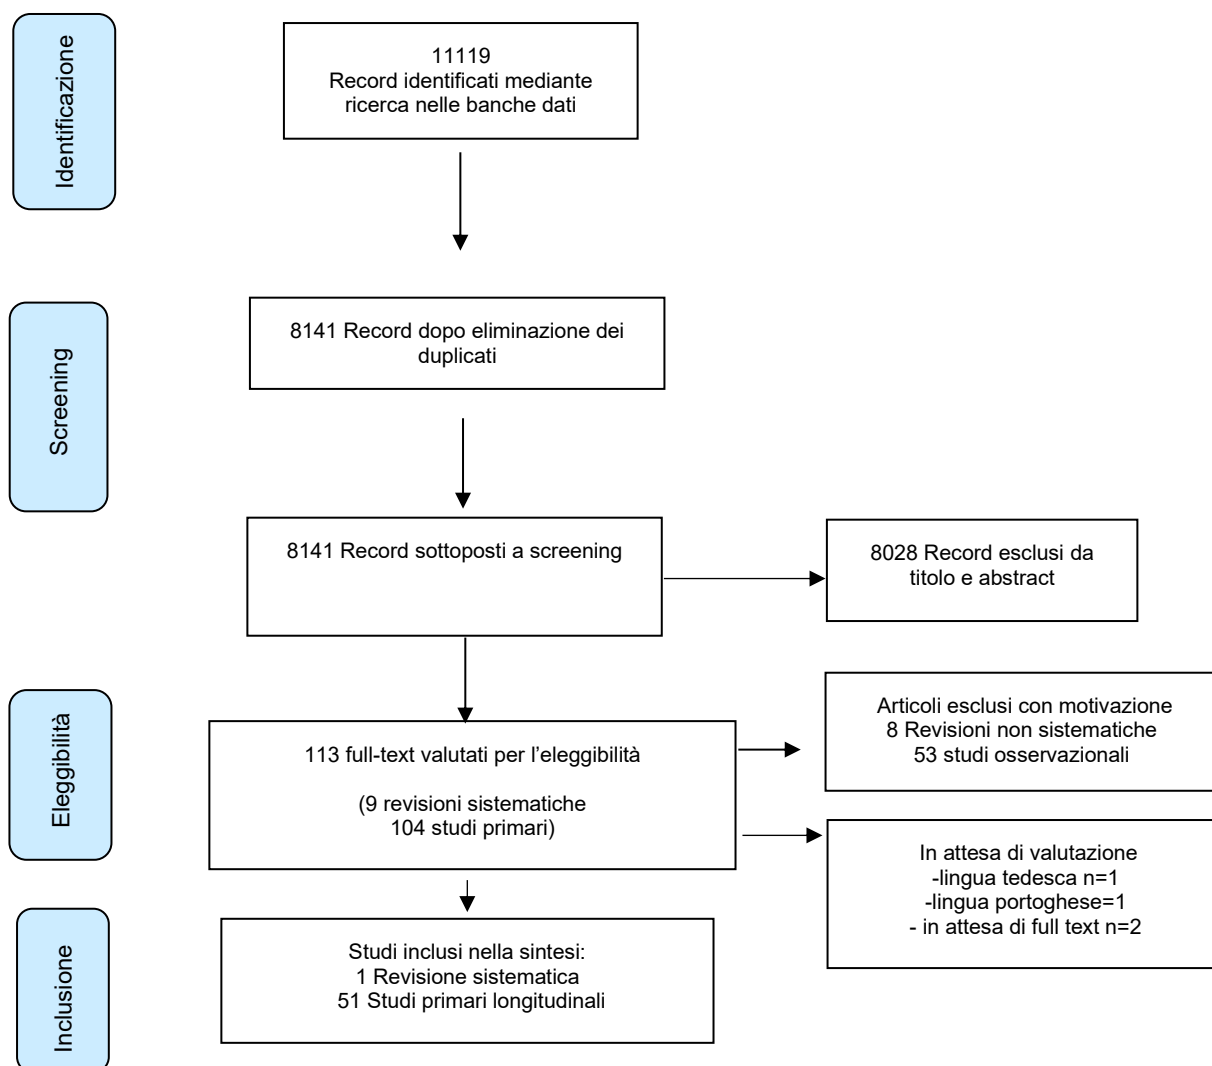 Identificazione
11119
Record identificati mediante
ricerca nelle banche dati
Screening
8141 Record dopo eliminazione dei
duplicati
8141 Record sottoposti a screening
8028 Record esclusi da
titolo e abstract
Eleggibilità
113 full-text valutati per l’eleggibilità
(9 revisioni sistematiche
104 studi primari)
Articoli esclusi con motivazione
8 Revisioni non sistematiche
53 studi osservazionali
In attesa di valutazione
-lingua tedesca n=1
-lingua portoghese=1
- in attesa di full text n=2
Inclusione
Studi inclusi nella sintesi:
1 Revisione sistematica
51 Studi primari longitudinali